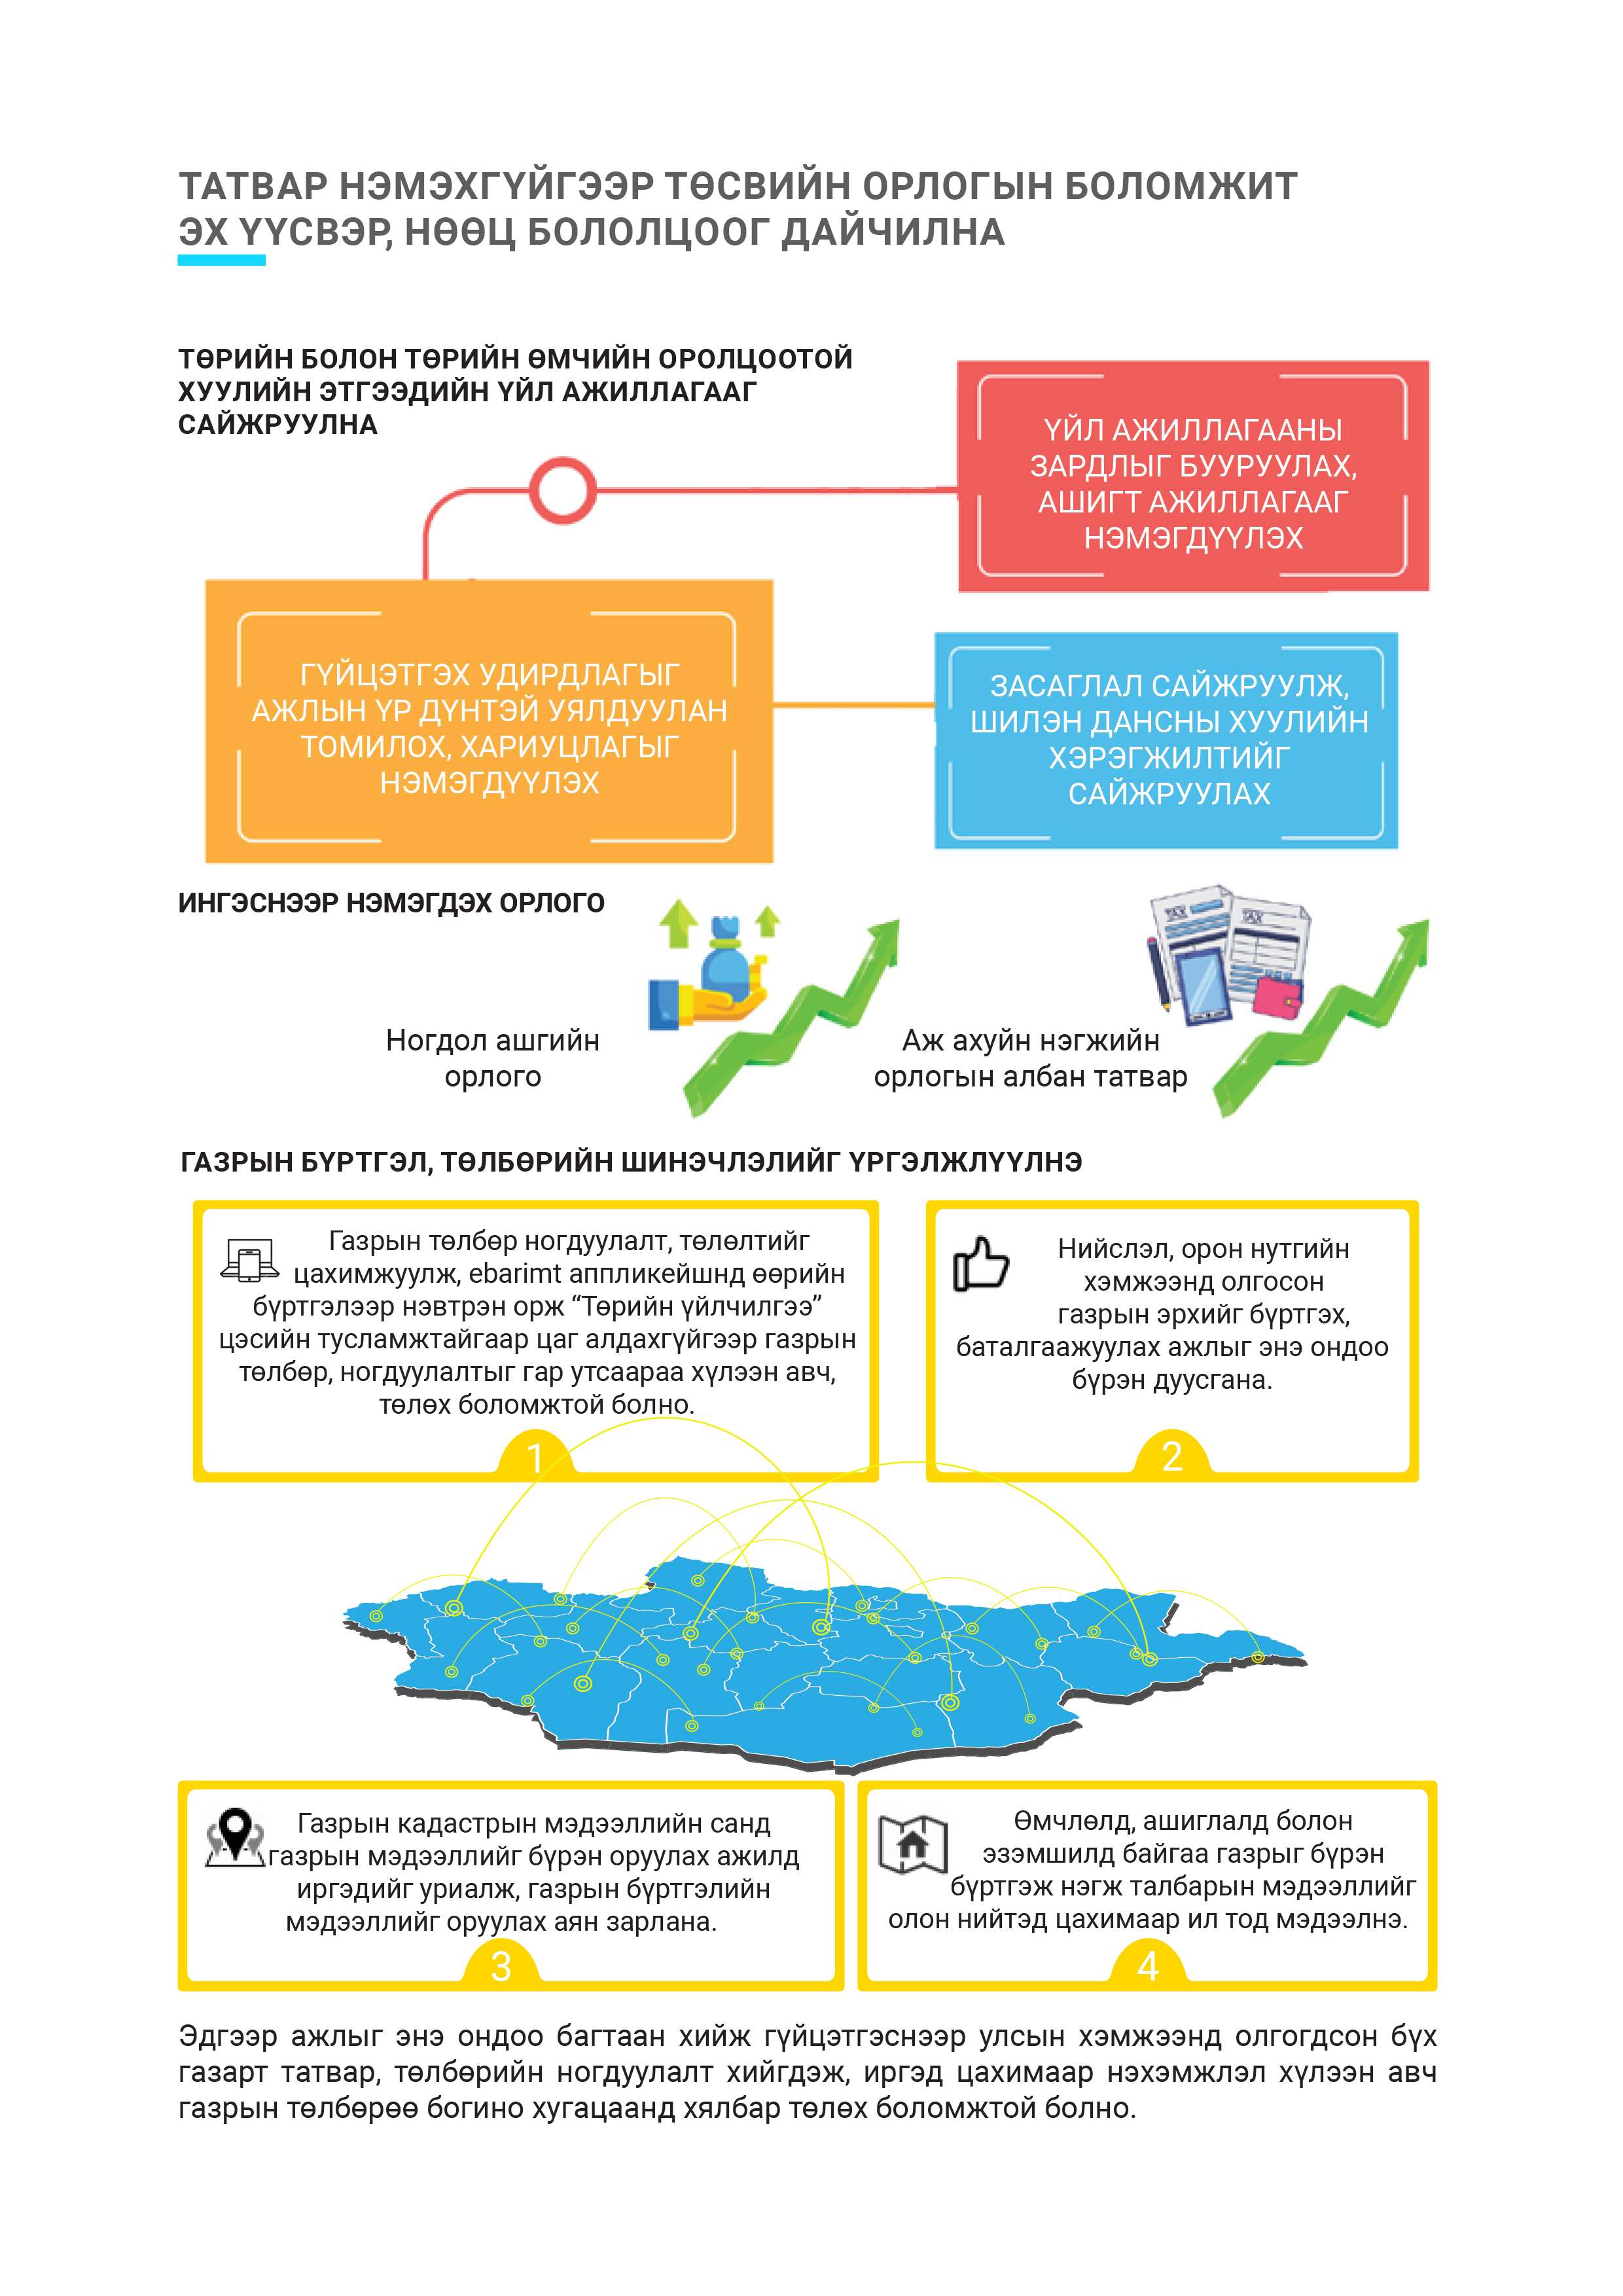 ТАТВАР НЭМЭХГҮЙГЭЭР ТӨСВИЙН ОРЛОГЫН БОЛОМЖИТ
ЭХ ҮҮСВЭР, НӨӨЦ БОЛОЛЦООГ ДАЙЧИЛНА
ТӨРИЙН БОЛОН ТӨРИЙН ӨМЧИЙН ОРОЛЦООТОЙ
ХУУЛИЙН ЭТГЭЭДИЙН ҮЙЛ АЖИЛЛАГААГ
САЙЖРУУЛНА
ҮЙЛ АЖИЛЛАГААНЫ
ЗАРДЛЫГ БУУРУУЛАХ,
АШИГТ АЖИЛЛАГААГ
НЭМЭГДҮҮЛЭХ
ГҮЙЦЭТГЭХ УДИРДЛАГЫГ
АЖЛЫН ҮР ДҮНТЭЙ УЯЛДУУЛАН
ТОМИЛОХ, ХАРИУЦЛАГЫГ
НЭМЭГДҮҮЛЭХ
ЗАСАГЛАЛ САЙЖРУУЛЖ,
ШИЛЭН ДАНСНЫ ХУУЛИЙН
ХЭРЭГЖИЛТИЙГ
САЙЖРУУЛАХ
ИНГЭСНЭЭР НЭМЭГДЭХ ОРЛОГО
Ногдол ашгийн
орлого
TAX
TAX
Аж ахуйн нэгжийн
орлогын албан татвар
ГАЗРЫН БҮРТГЭЛ, ТӨЛБӨРИЙН ШИНЭЧЛЭЛИЙГ ҮРГЭЛЖЛҮҮЛНЭ
Газрын төлбөр ногдуулалт, төлөлтийг
цахимжуулж, ebarimt аппликейшнд өөрийн
бүртгэлээр нэвтрэн орж “Төрийн үйлчилгээ”
цэсийн тусламжтайгаар цаг алдахгүйгээр газрын
төлбөр, ногдуулалтыг гар утсаараа хүлээн авч,
төлөх боломжтой болно.
1
Нийслэл, орон нутгийн
хэмжээнд олгосон
газрын эрхийг бүртгэх,
баталгаажуулах ажлыг энэ ондоо
бүрэн дуусгана.
2
Газрын кадастрын мэдээллийн санд
газрын мэдээллийг бүрэн оруулах ажилд
иргэдийг уриалж, газрын бүртгэлийн
мэдээллийг оруулах аян зарлана.
3
Өмчлөлд, ашиглалд болон
эзэмшилд байгаа газрыг бүрэн
бүртгэж нэгж талбарын мэдээллийг
олон нийтэд цахимаар ил тод мэдээлнэ.
4
Эдгээр ажлыг энэ ондоо багтаан хийж гүйцэтгэснээр улсын хэмжээнд олгогдсон бүх
газарт татвар, төлбөрийн ногдуулалт хийгдэж, иргэд цахимаар нэхэмжлэл хүлээн авч
газрын төлбөрөө богино хугацаанд хялбар төлөх боломжтой болно.